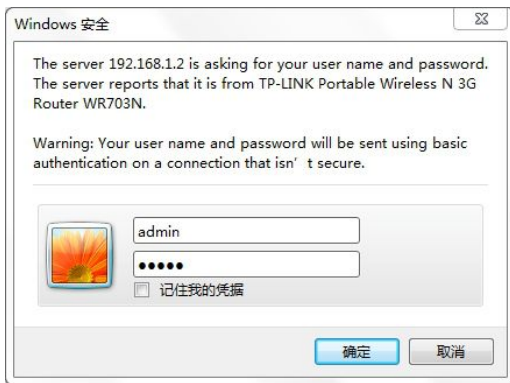 Windows 安全
The server 192.168.1.2 is asking for your user name and password.
The server reports that it is from TP-LINK Portable Wireless N 3G
Router WR703N.
Warning: Your user name and password will be sent using basic
authentication on a connection that isn't secure.
admin
●●●●●
记住我的凭据
确定
取消